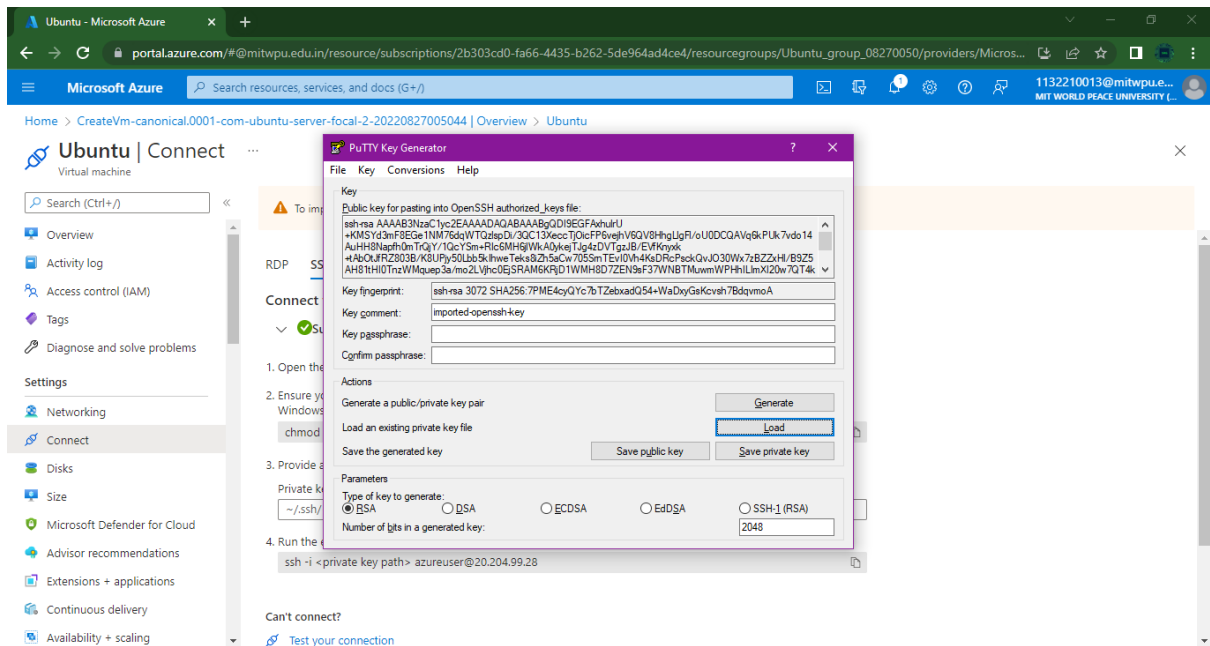 Ubuntu - Microsoft Azure
portal.azure.com/#@mitwpu.edu.in/resource/subscriptions/2b303cd0-fa66-4435-b262-5de964ad4ce4/resourcegroups/Ubuntu_group_08270050/providers/Micros...
Microsoft Azure
Search resources, services, and docs (G+/)
1
1132210013@mitwpu.e...
MIT WORLD PEACE UNIVERSITY (...
Home > CreateVm-canonical.0001-com-ubuntu-server-focal-2-20220827005044 | Overview > Ubuntu
Ubuntu | Connect ...
Virtual machine
Search (Ctrl+/)
Overview
Activity log
Access control (IAM)
Tags
Diagnose and solve problems
Settings
Networking
Connect
Disks
Size
Microsoft Defender for Cloud
Advisor recommendations
Extensions + applications
Continuous delivery
Availability + scaling
To imp
RDP SS
Connect
Su
1. Open the
2. Ensure yo
Windows
chmod
3. Provide a
Private ke
~/.ssh/
4. Run the e
ssh -i <private key path> azureuser@20.204.99.28
Can't connect?
Test your connection
PuTTY Key Generator
File Key Conversions Help
Key
Public key for pasting into OpenSSH authorized_keys file:
ssh-rsa
Key fingerprint:
ssh-rsa 3072
Key comment:
imported-openssh-key
Key passphrase:
Confirm passphrase:
Actions
Generate a public/private key pair
Generate
Load an existing private key file
Load
Save the generated key
Save public key
Save private key
Parameters
Type of key to generate:
RSA DSA ECDSA EdDSA SSH-1 (RSA)
Number of bits in a generated key:
2048